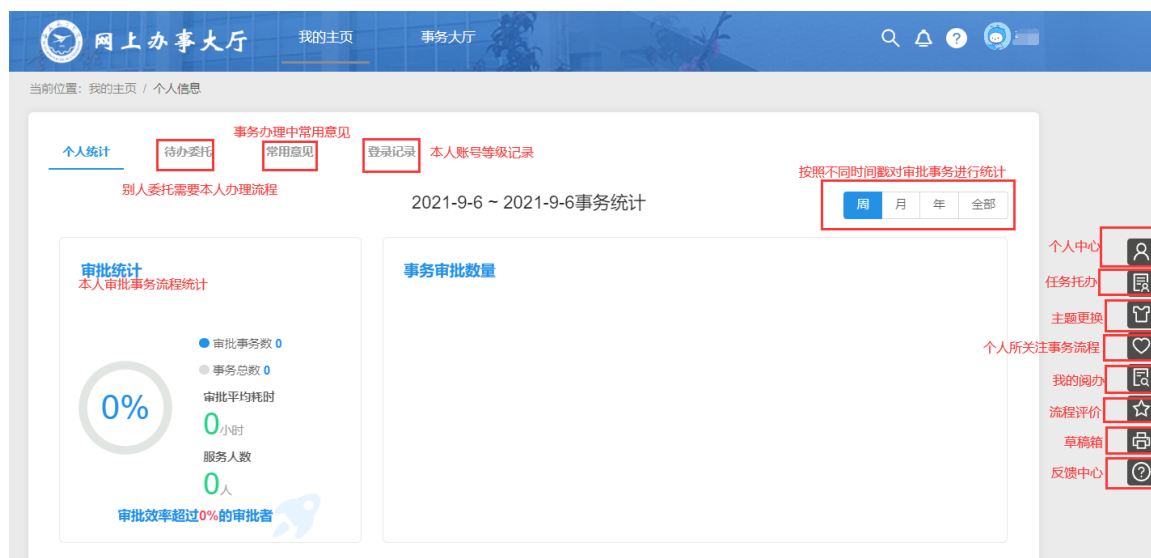 网上办事大厅 我的主页 事务大厅
当前位置：我的主页 / 个人信息
事务办理中常用意见
个人统计 待办委托 常用意见 登录记录 本人账号等级记录
别人委托需要本人办理流程
按照不同时间戳对审批事务进行统计
2021-9-6 ~ 2021-9-6事务统计 周 月 年 全部
审批统计
本人审批事务流程统计
事务审批数量
审批事务数 0
事务总数 0
0%
审批平均耗时
0小时
服务人数
0人
审批效率超过0%的审批者
个人中心
任务托办
主题更换
个人所关注事务流程
我的阅办
流程评价
草稿箱
反馈中心